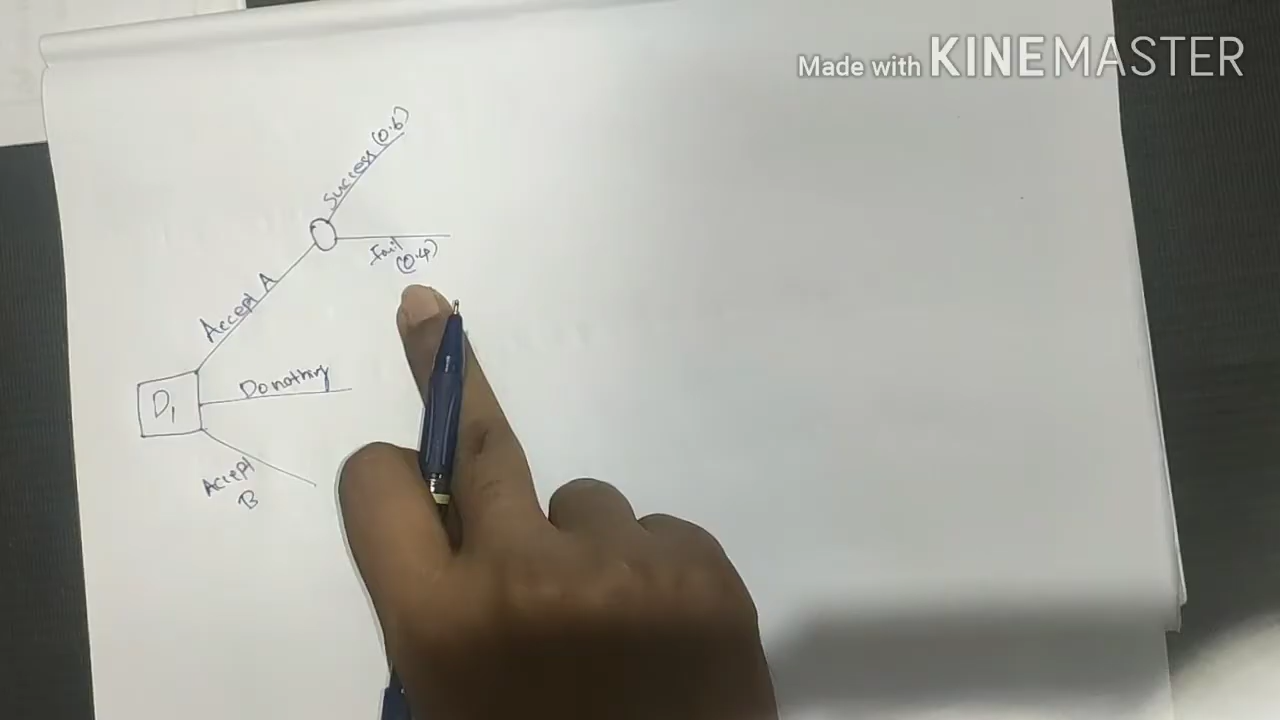 Made with KINEMASTER
Success (0.6)
Fail
(0.4)
Accept A
Do nothing
D1
Accept
B